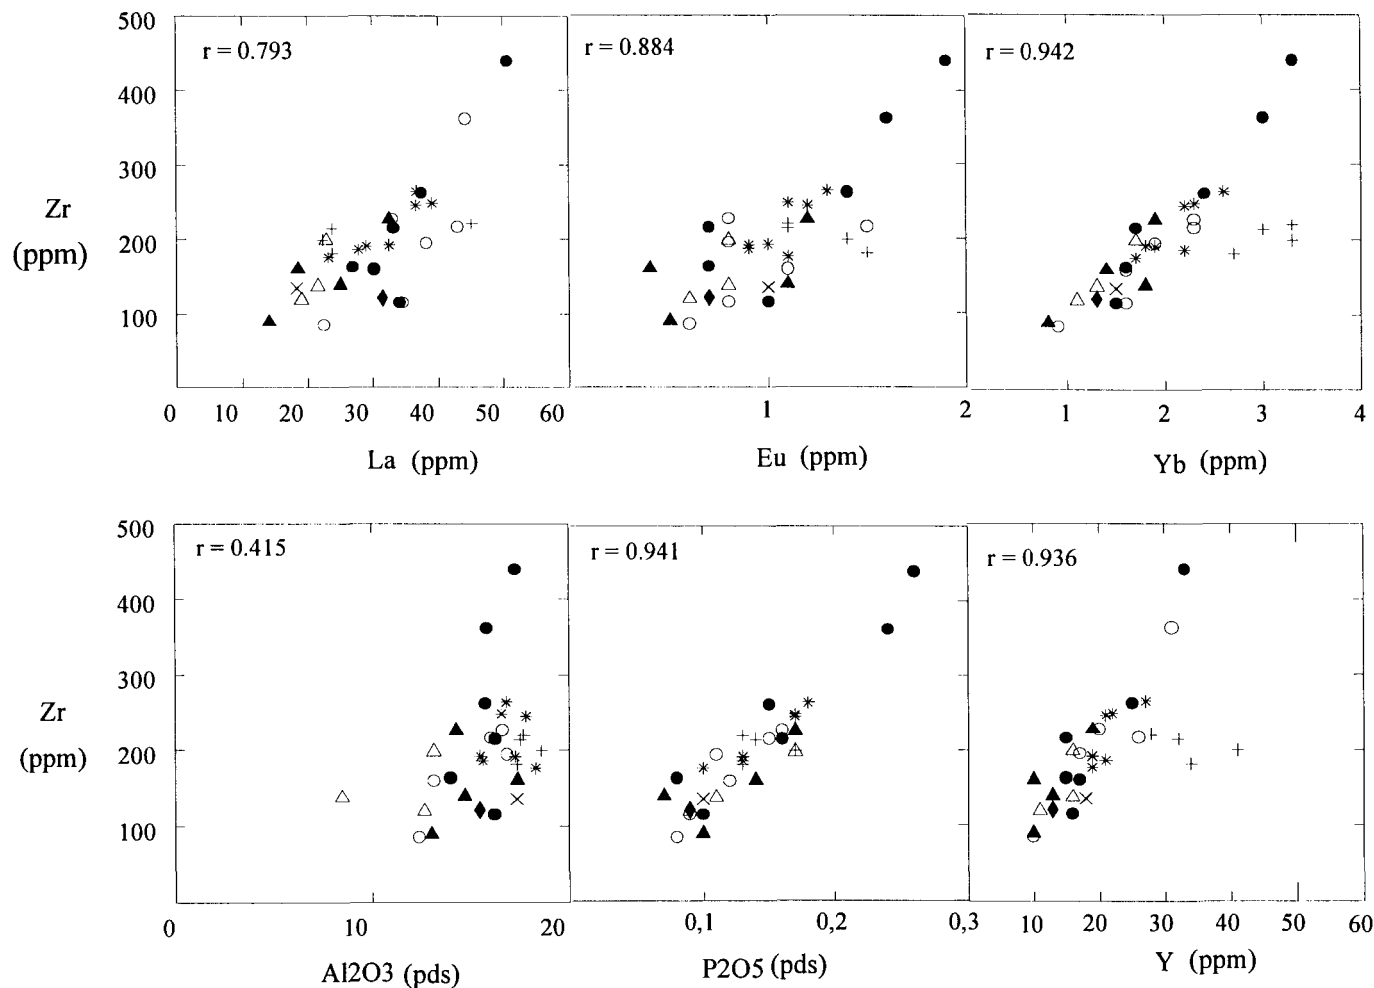 500
400
300
200
100
Zr
(ppm)
r = 0.793
r = 0.884
r = 0.942
0 10 20 30 40 50 60
1 2
1 2 3 4
La (ppm)
Eu (ppm)
Yb (ppm)
500
400
300
200
100
Zr
(ppm)
r = 0.415
r = 0.941
r = 0.936
0 10 20
0,1 0,2 0,3
10 20 30 40 50 60
Al2O3 (pds)
P2O5 (pds)
Y (ppm)